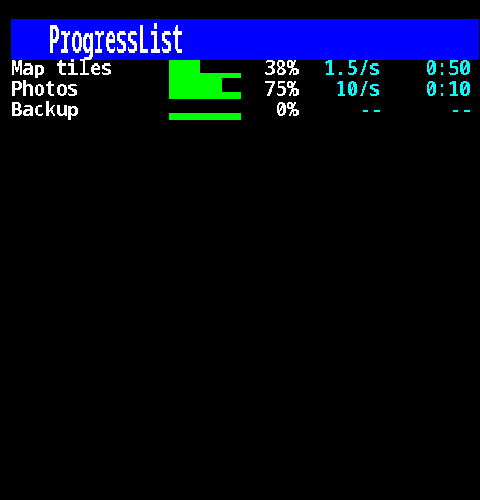 ProgressList
Map tiles 38% 1.5/s 0:50
Photos 75% 10/s 0:10
Backup 0% -- --